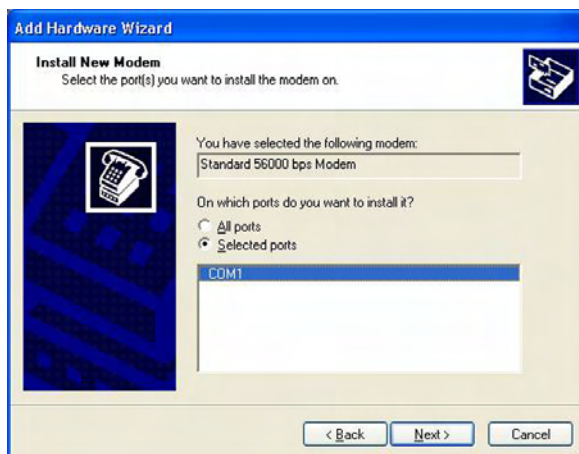 Add Hardware Wizard
Install New Modem
Select the port(s) you want to install the modem on.
You have selected the following modem:
Standard 56000 bps Modem
On which ports do you want to install it?
All ports
Selected ports
COM1
< Back Next > Cancel